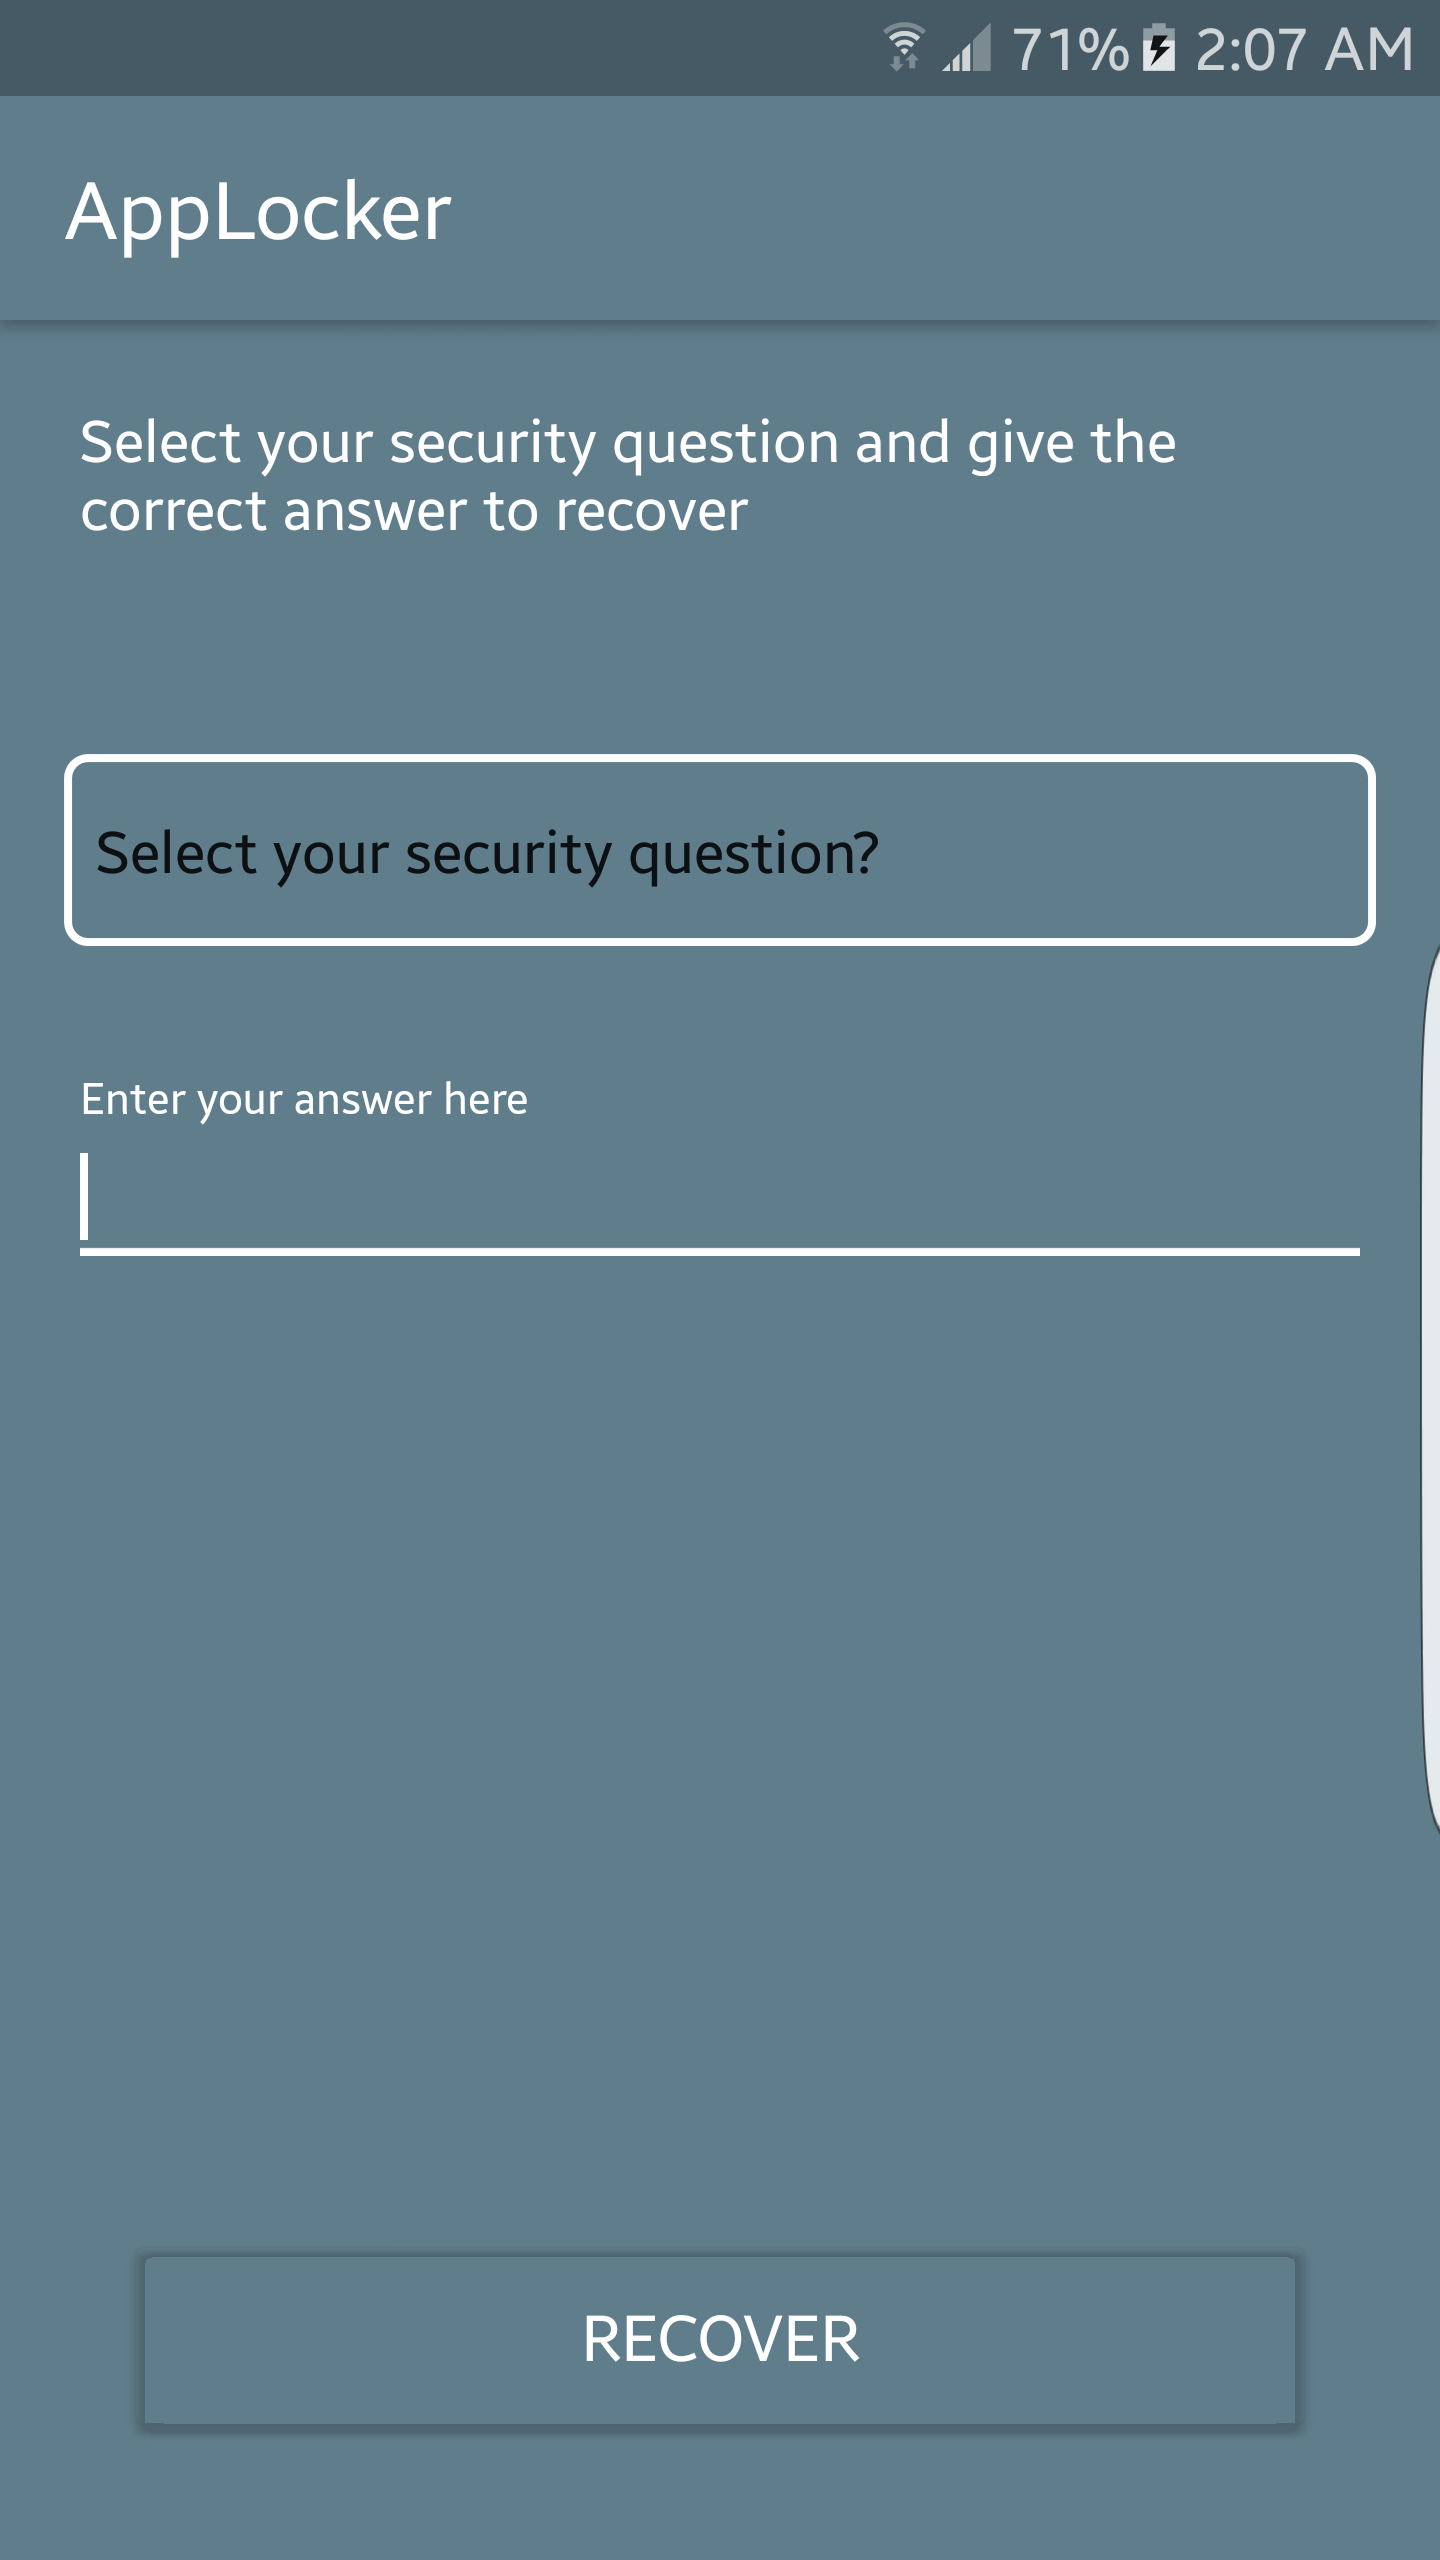 71% 2:07 AM
AppLocker
Select your security question and give the
correct answer to recover
Select your security question?
Enter your answer here
RECOVER